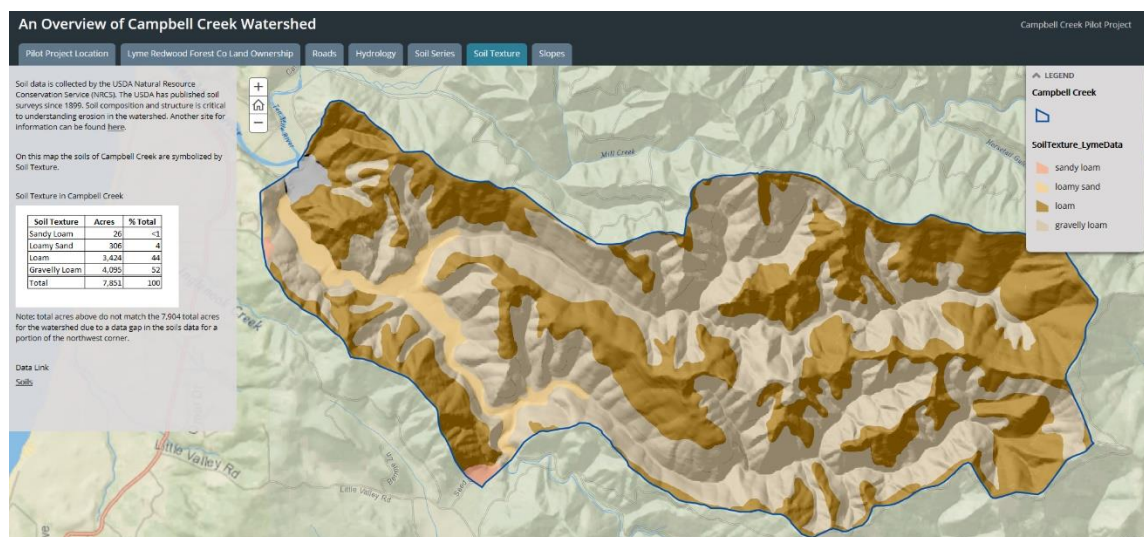 An Overview of Campbell Creek Watershed
Campbell Creek Pilot Project
Pilot Project Location
Lyme Redwood Forest Co Land Ownership
Roads
Hydrology
Soil Series
Soil Texture
Slopes
Soil data is collected by the USDA Natural Resource
Conservation Service (NRCS). The USDA has published soil
surveys since 1899. Soil composition and structure is critical
to understanding erosion in the watershed. Another site for
information can be found here.
On this map the soils of Campbell Creek are symbolized by
Soil Texture.
Soil Texture in Campbell Creek
Soil Texture Acres % Total
Sandy Loam 26 <1
Loamy Sand 306 4
Loam 3,424 44
Gravelly Loam 4,095 52
Total 7,851 100
Note: total acres above do not match the 7,904 total acres
for the watershed due to a data gap in the soils data for a
portion of the northwest corner.
Data Link
Soils
+
−
Ten Mile River
Mill Creek
Creek
Little Valley Rd
Little Valley Rd
LEGEND
Campbell Creek
SoilTexture_LymeData
sandy loam
loamy sand
loam
gravelly loam